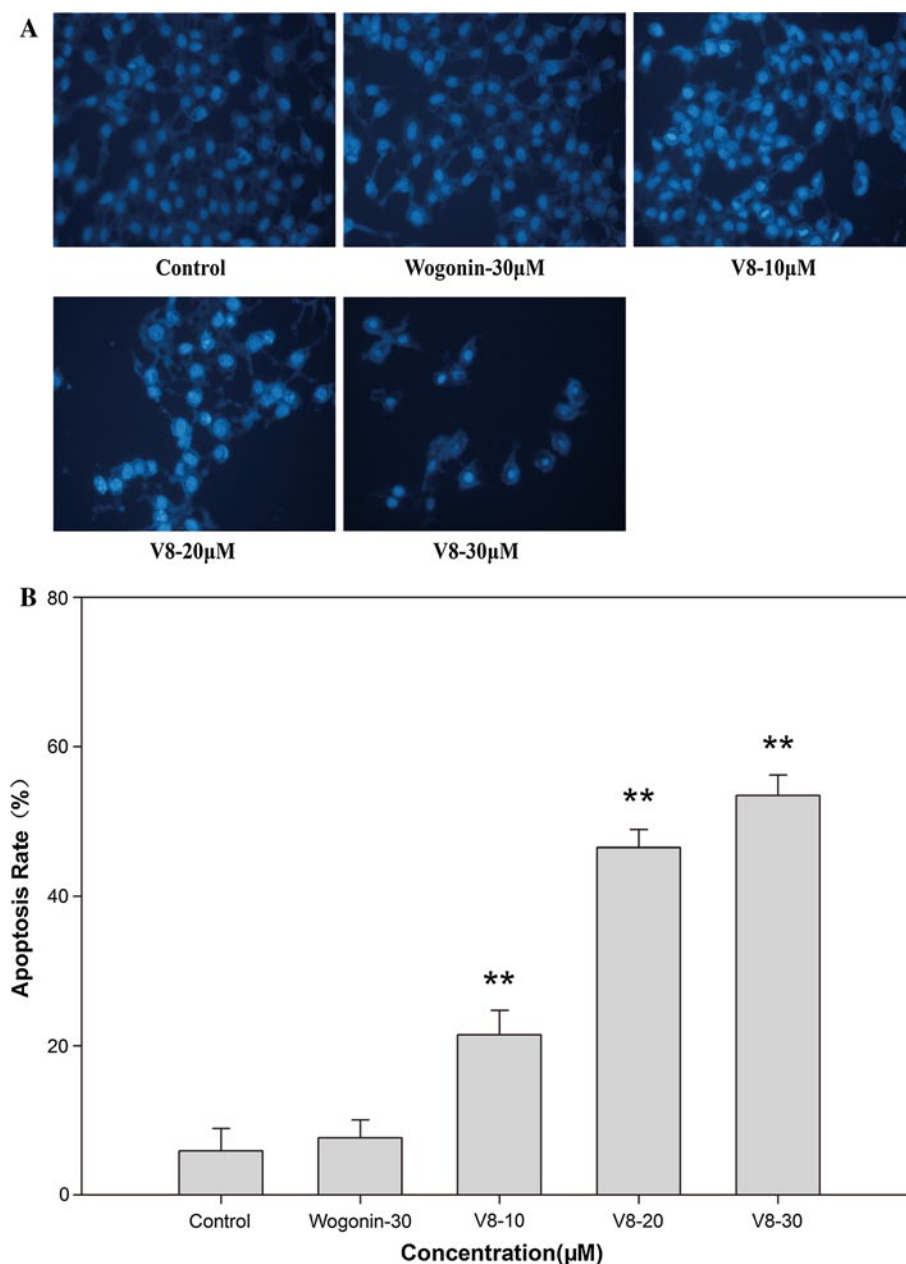 A
Control
Wogonin-30μM
V8-10μM
V8-20μM
V8-30μM
B
80
60
40
20
0
Apoptosis Rate (%)
**
**
**
Control
Wogonin-30
V8-10
V8-20
V8-30
Concentration(μM)